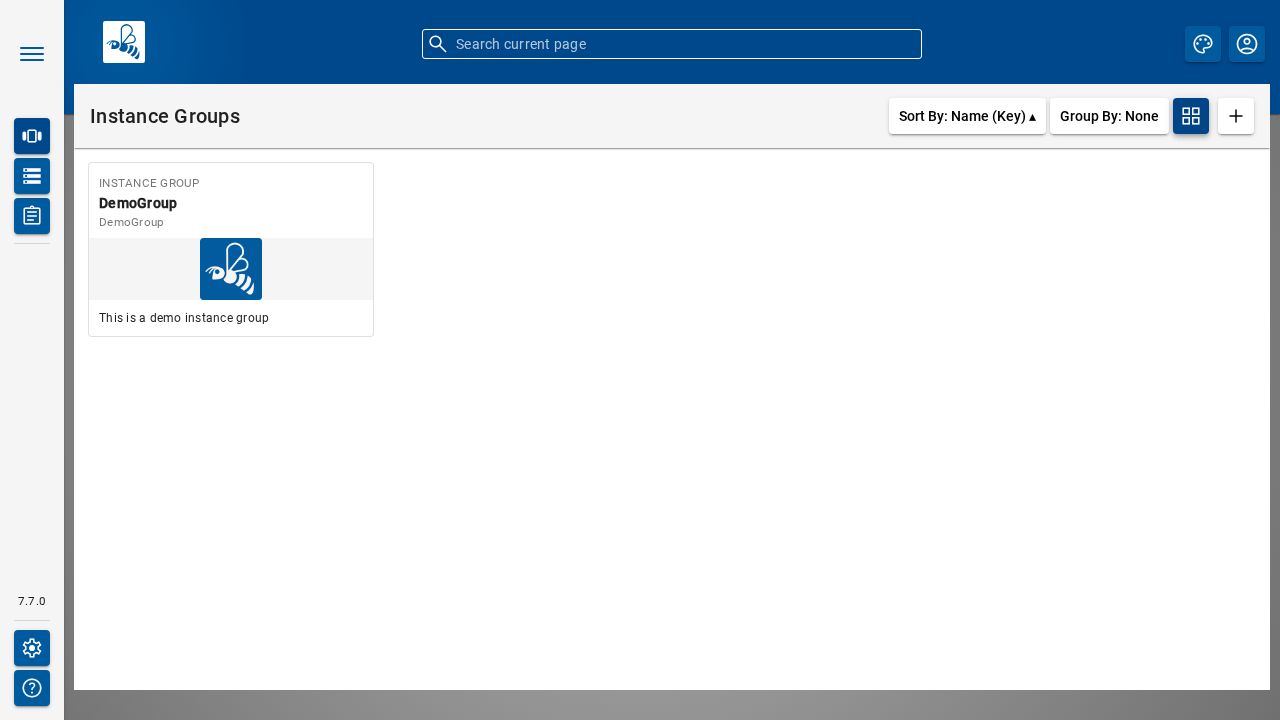 Search current page
Instance Groups
Sort By: Name (Key) ▴
Group By: None
INSTANCE GROUP
DemoGroup
DemoGroup
This is a demo instance group
7.7.0